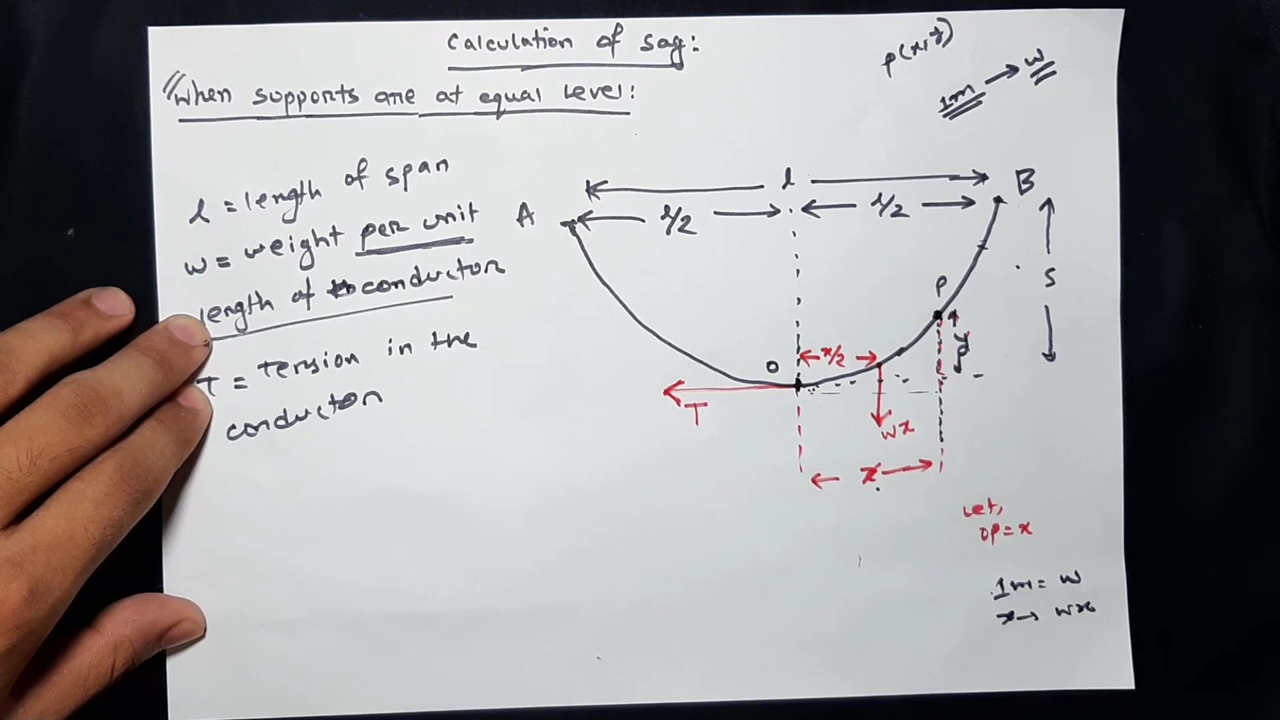 Calculation of sag:
When supports are at equal level:
P(x,y)
1m → w
l = length of span
w = weight per unit
length of conductor
T = tension in the
conductor
l
A
B
l/2
l/2
S
P
y
O
x/2
T
wx
x
Let,
OP = x
1m = w
x → wx